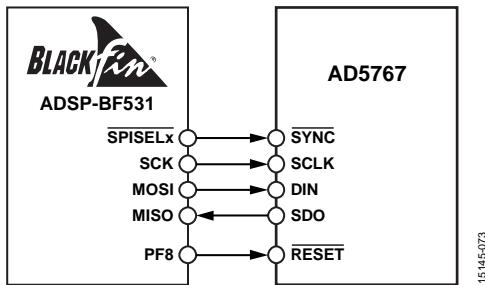 BLACKfin
ADSP-BF531
AD5767
SPISELx
SYNC
SCK
SCLK
MOSI
DIN
MISO
SDO
PF8
RESET
15145-073